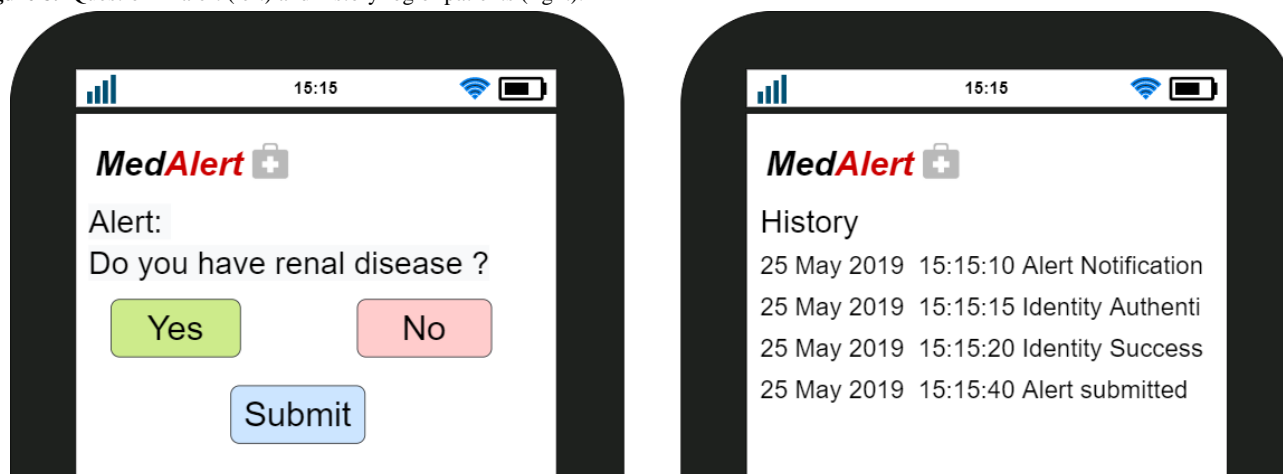 15:15
MedAlert
Alert:
Do you have renal disease ?
Yes
No
Submit
15:15
MedAlert
History
25 May 2019 15:15:10 Alert Notification
25 May 2019 15:15:15 Identity Authenti
25 May 2019 15:15:20 Identity Success
25 May 2019 15:15:40 Alert submitted